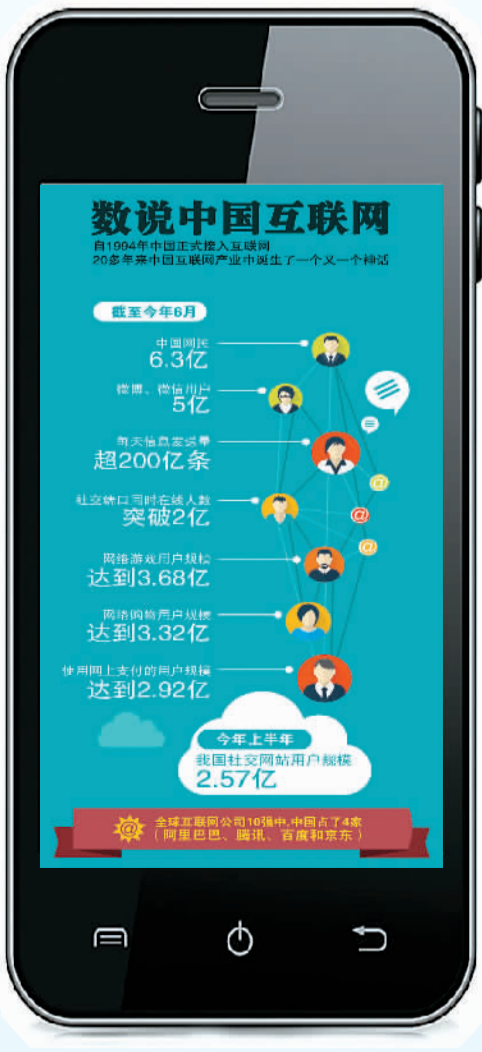 数说中国互联网
自1994年中国正式接入互联网
20多年来中国互联网产业中诞生了一个又一个神话
截至今年6月
中国网民
6.3亿
微博、微信用户
5亿
每天信息发送量
超200亿条
社交端口同时在线人数
突破2亿
网络游戏用户规模
达到3.68亿
网络购物用户规模
达到3.32亿
使用网上支付的用户规模
达到2.92亿
今年上半年
我国社交网站用户规模
2.57亿
全球互联网公司10强中,中国占了4家
(阿里巴巴、腾讯、百度和京东)